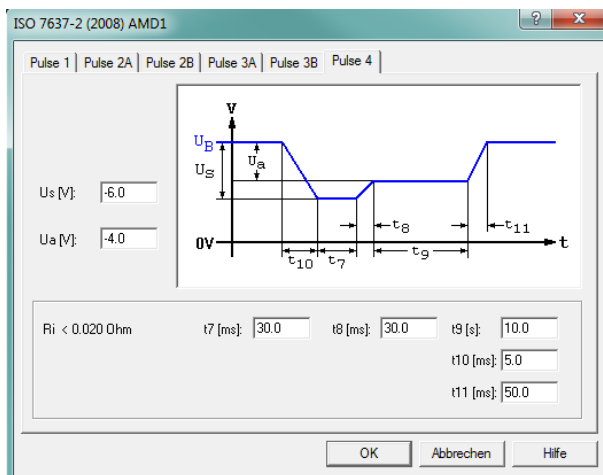 ISO 7637-2 (2008) AMD1
Pulse 1 Pulse 2A Pulse 2B Pulse 3A Pulse 3B Pulse 4
V
UB
US
Ua
0V
t10
t7
t8
t9
t11
t
Us [V]: -6.0
Ua [V]: -4.0
Ri < 0.020 Ohm t7 [ms]: 30.0 t8 [ms]: 30.0 t9 [s]: 10.0
t10 [ms]: 5.0
t11 [ms]: 50.0
OK Abbrechen Hilfe